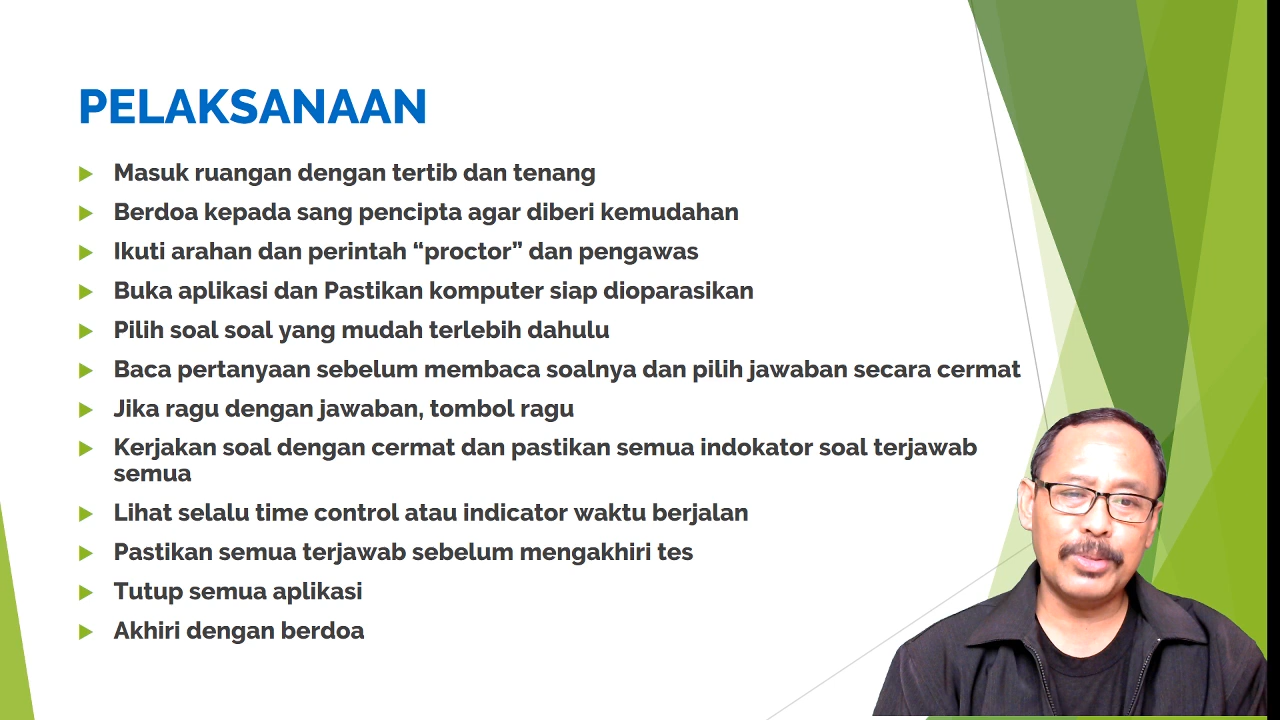 PELAKSANAAN
Masuk ruangan dengan tertib dan tenang
Berdoa kepada sang pencipta agar diberi kemudahan
Ikuti arahan dan perintah “proctor” dan pengawas
Buka aplikasi dan Pastikan komputer siap dioparasikan
Pilih soal soal yang mudah terlebih dahulu
Baca pertanyaan sebelum membaca soalnya dan pilih jawaban secara cermat
Jika ragu dengan jawaban, tombol ragu
Kerjakan soal dengan cermat dan pastikan semua indokator soal terjawab
semua
Lihat selalu time control atau indicator waktu berjalan
Pastikan semua terjawab sebelum mengakhiri tes
Tutup semua aplikasi
Akhiri dengan berdoa